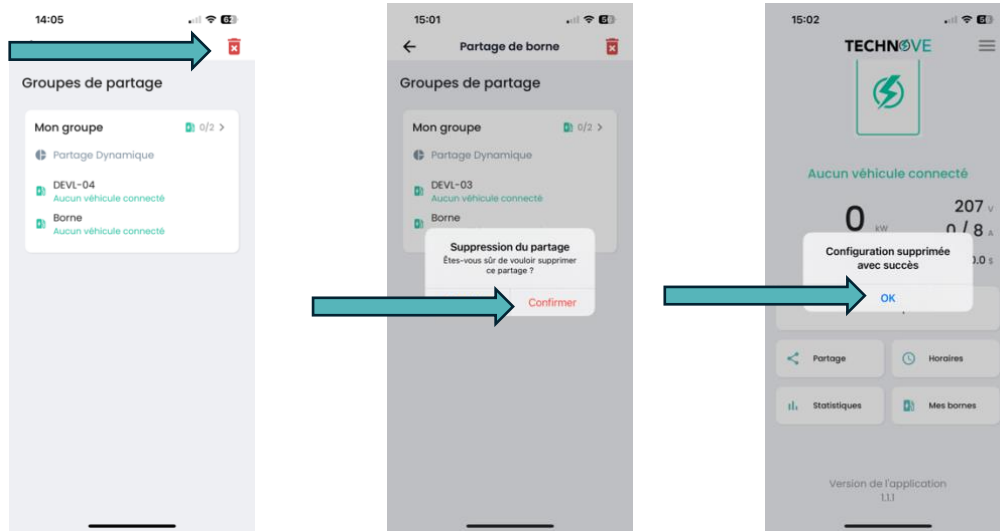 14:05
Groupes de partage
Mon groupe
0/2 >
Partage Dynamique
DEVL-04
Aucun véhicule connecté
Borne
Aucun véhicule connecté
15:01
Partage de borne
Groupes de partage
Mon groupe
0/2 >
Partage Dynamique
DEVL-03
Aucun véhicule connecté
Borne
Suppression du partage
Êtes-vous sûr de vouloir supprimer
ce partage ?
Confirmer
15:02
TECHNOVE
Aucun véhicule connecté
0 kW
207 V
0 / 8 A
Configuration supprimée
avec succès
OK
Partage
Horaires
Statistiques
Mes bornes
Version de l'application
1.1.1